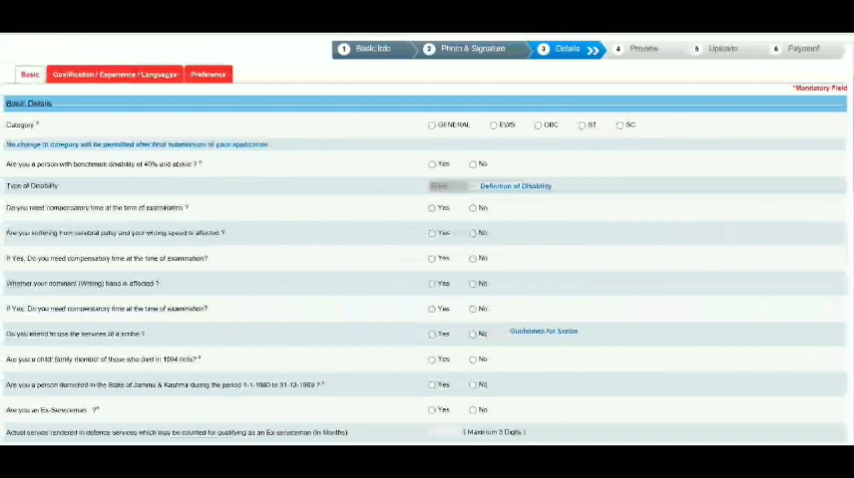 1 Basic Info 2 Photo & Signature 3 Details 4 Preview 5 Uploads 6 Payment
Basic Qualification / Experience / Languages Preference
*Mandatory Field
Basic Details
Category * GENERAL EWS OBC ST SC
No change in category will be permitted after final submission of your application
Are you a person with benchmark disability of 40% and above ? * Yes No
Type of Disability Definition of Disability
Do you need compensatory time at the time of examination ? Yes No
Are you suffering from cerebral palsy and your writing speed is affected ? Yes No
If Yes, Do you need compensatory time at the time of examination? Yes No
Whether your dominant (Writing) hand is affected ? Yes No
If Yes, Do you need compensatory time at the time of examination? Yes No
Do you intend to use the services of a scribe ? Yes No Guidelines for Scribe
Are you a child/ family member of those who died in 1984 riots? * Yes No
Are you a person domiciled in the State of Jammu & Kashmir during the period 1-1-1980 to 31-12-1989 ? * Yes No
Are you an Ex-Serviceman ?* Yes No
Actual service rendered in defence services which may be counted for qualifying as an Ex-serviceman (In Months) ( Maximum 3 Digits )